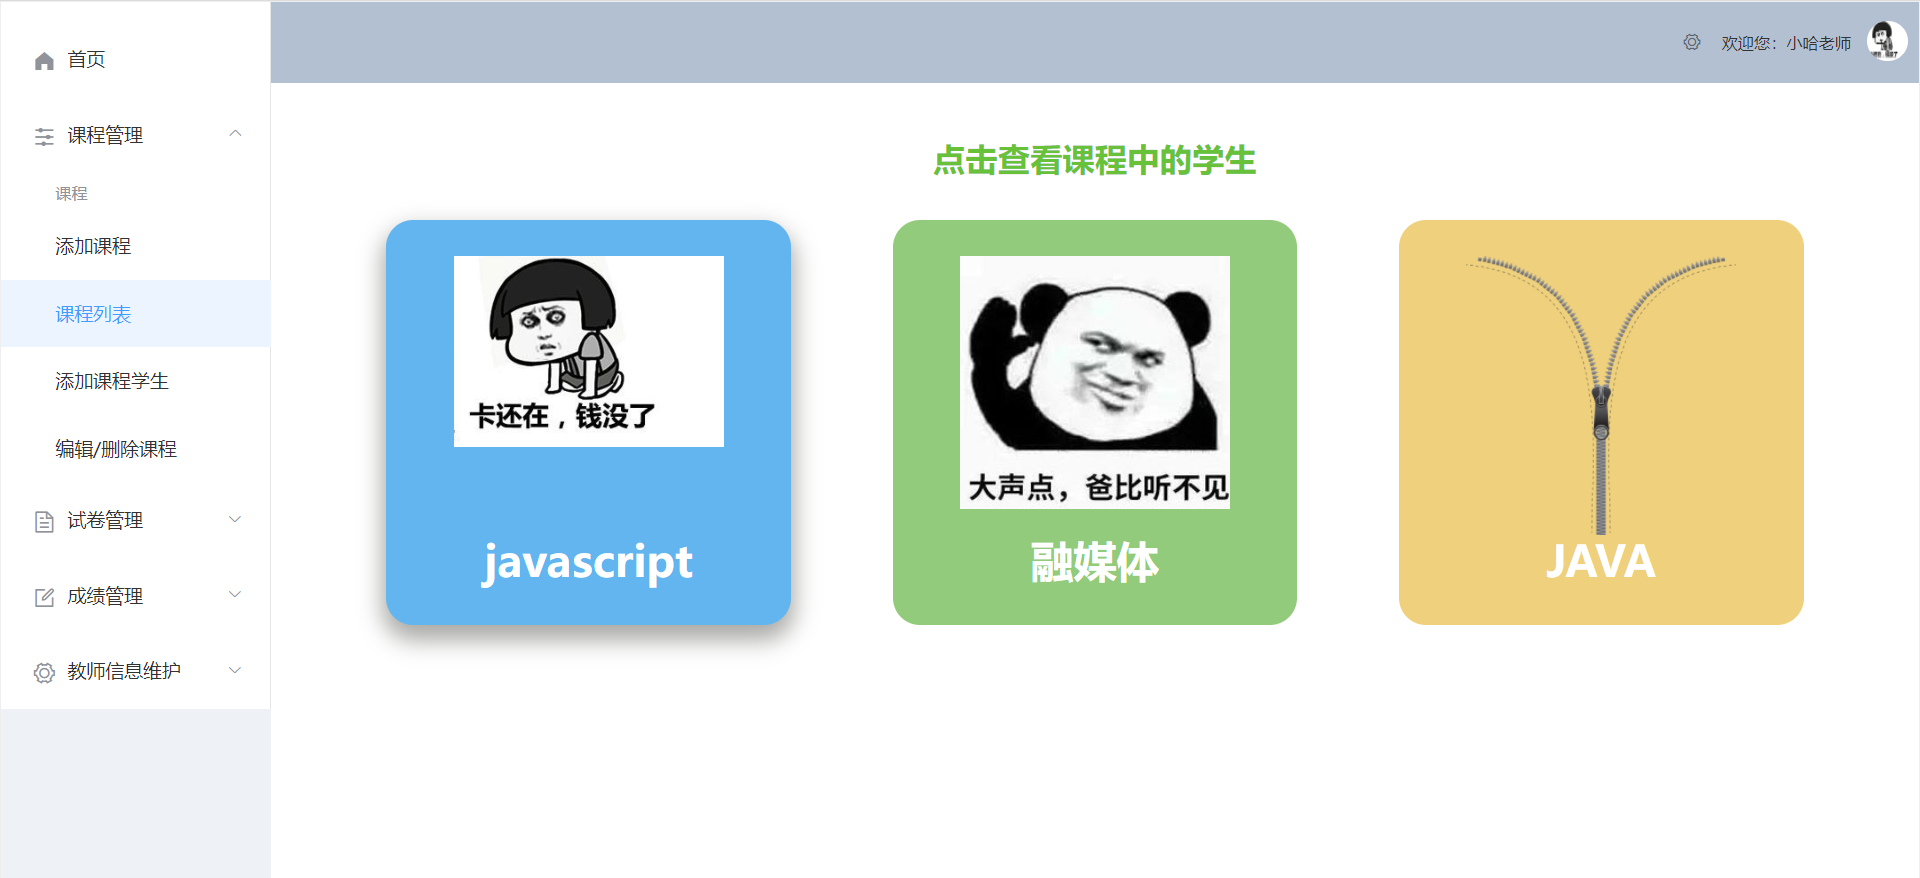 首页
课程管理
课程
添加课程
课程列表
添加课程学生
编辑/删除课程
试卷管理
成绩管理
教师信息维护
欢迎您：小哈老师
点击查看课程中的学生
卡还在，钱没了
javascript
大声点，爸比听不见
融媒体
JAVA